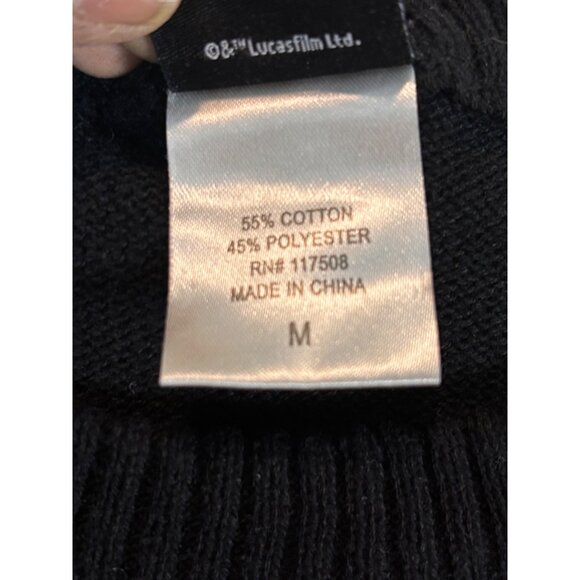 ©&™ Lucasfilm Ltd.
55% COTTON
45% POLYESTER
RN# 117508
MADE IN CHINA
M